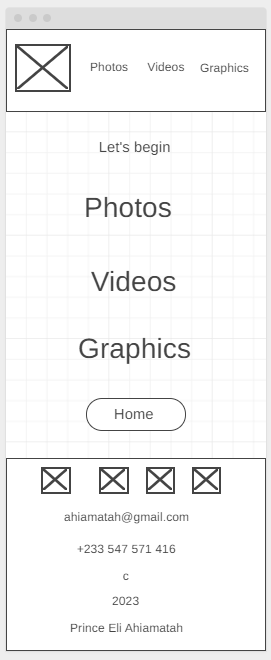 Photos Videos Graphics
Let's begin
Photos
Videos
Graphics
Home
ahiamatah@gmail.com
+233 547 571 416
c
2023
Prince Eli Ahiamatah